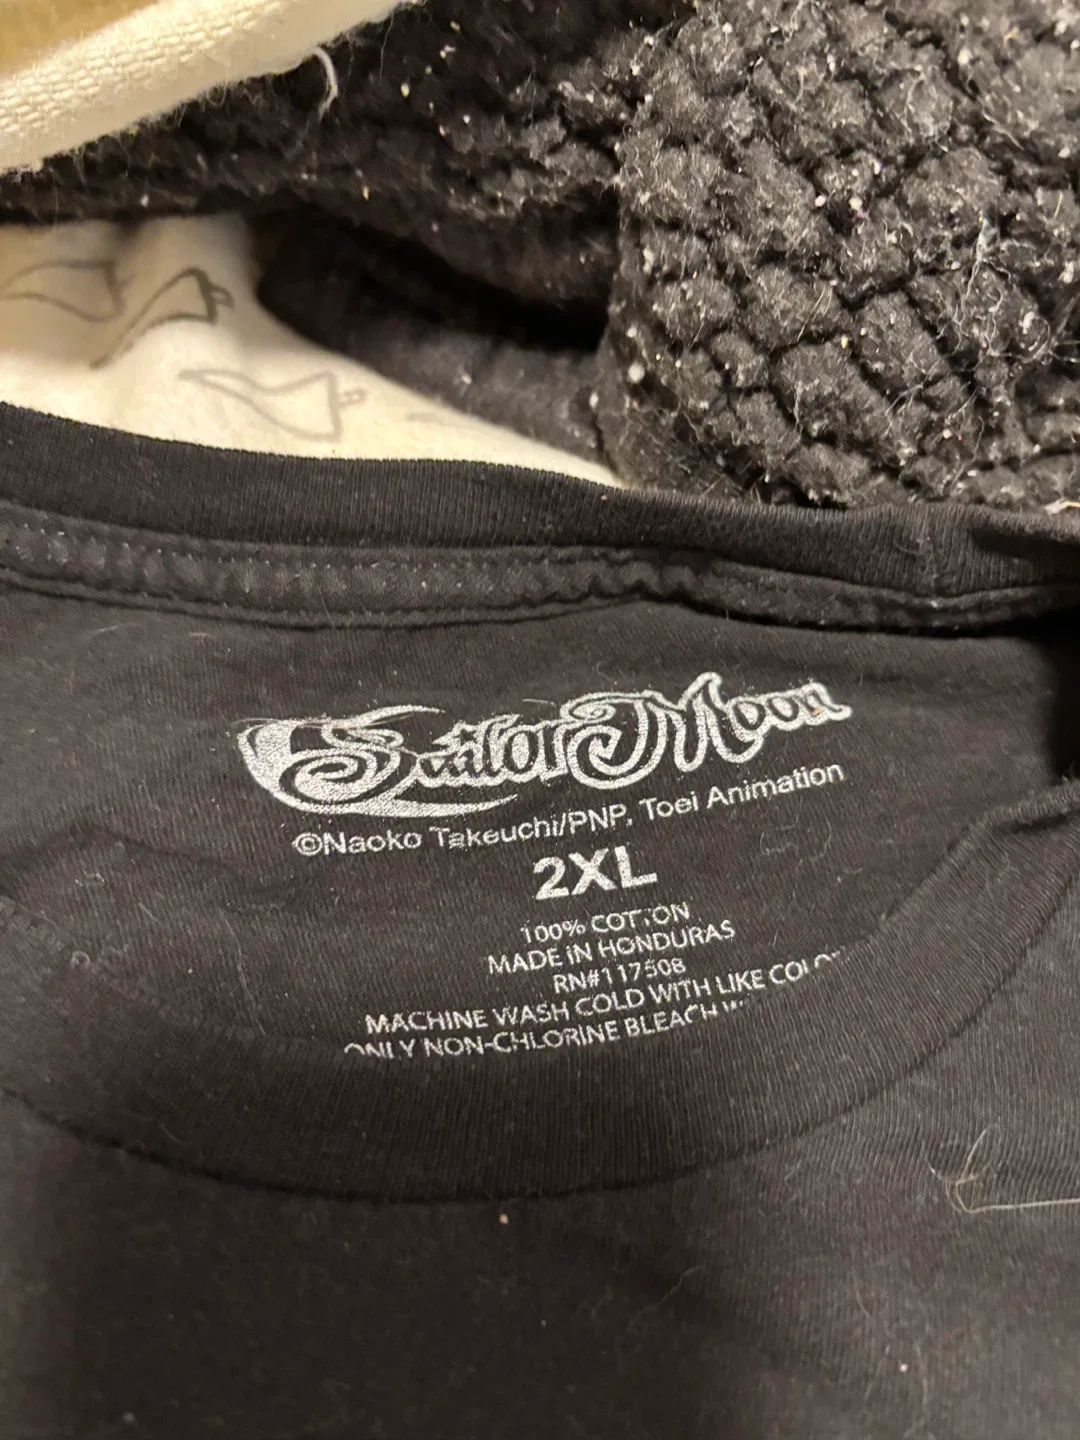 Sailor Moon
©Naoko Takeuchi/PNP, Toei Animation
2XL
100% COTTON
MADE IN HONDURAS
RN#117508
MACHINE WASH COLD WITH LIKE
ONLY NON-CHLORINE BLEACH